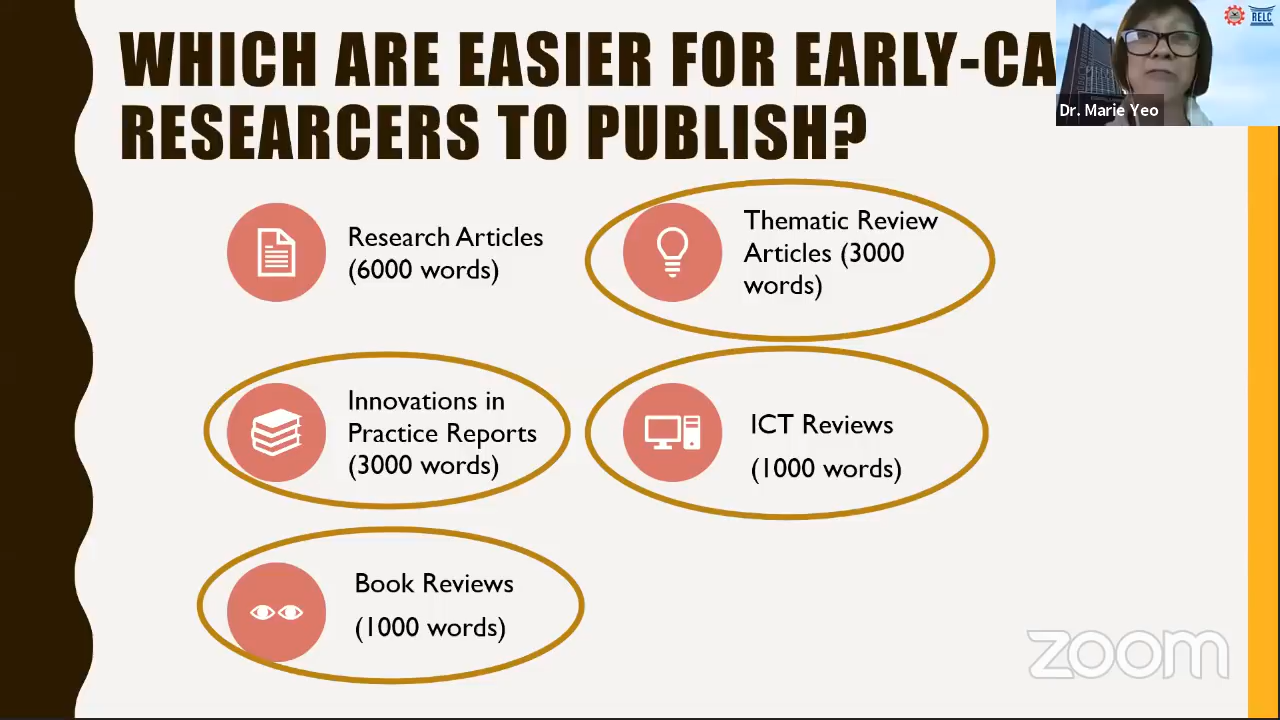 WHICH ARE EASIER FOR EARLY-CA
RESEARCERS TO PUBLISH?
RELC
Dr. Marie Yeo
Research Articles
(6000 words)
Thematic Review
Articles (3000
words)
Innovations in
Practice Reports
(3000 words)
ICT Reviews
(1000 words)
Book Reviews
(1000 words)
zoom